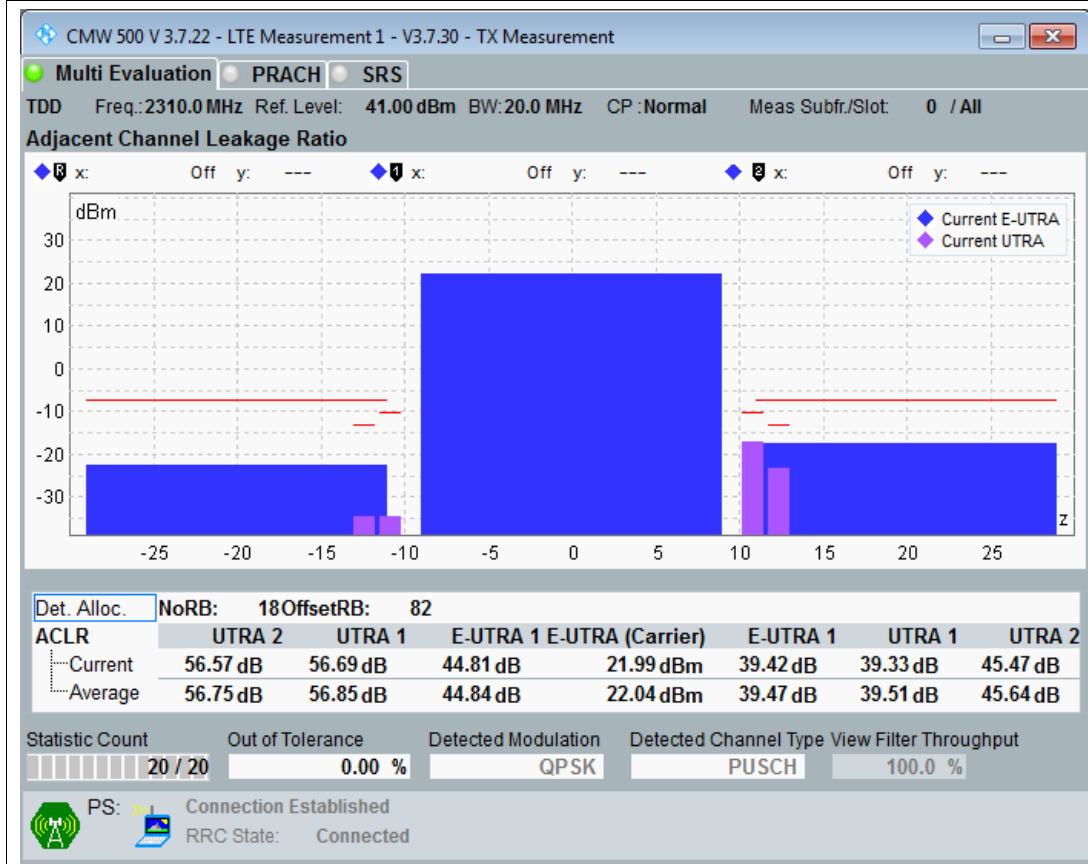 CMW 500 V 3.7.22 - LTE Measurement 1 - V3.7.30 - TX Measurement
Multi Evaluation PRACH SRS
TDD Freq.: 2310.0 MHz Ref. Level: 41.00 dBm BW: 20.0 MHz CP : Normal Meas Subfr./Slot: 0 / All
Adjacent Channel Leakage Ratio
R x: Off y: --- 1 x: Off y: --- 2 x: Off y: ---
dBm
Current E-UTRA
Current UTRA
30
20
10
0
-10
-20
-30
z
-25 -20 -15 -10 -5 0 5 10 15 20 25
Det. Alloc. NoRB: 18 OffsetRB: 82
ACLR UTRA 2 UTRA 1 E-UTRA 1 E-UTRA (Carrier) E-UTRA 1 UTRA 1 UTRA 2
Current 56.57 dB 56.69 dB 44.81 dB 21.99 dBm 39.42 dB 39.33 dB 45.47 dB
Average 56.75 dB 56.85 dB 44.84 dB 22.04 dBm 39.47 dB 39.51 dB 45.64 dB
Statistic Count Out of Tolerance Detected Modulation Detected Channel Type View Filter Throughput
20 / 20 0.00 % QPSK PUSCH 100.0 %
PS: Connection Established
RRC State: Connected